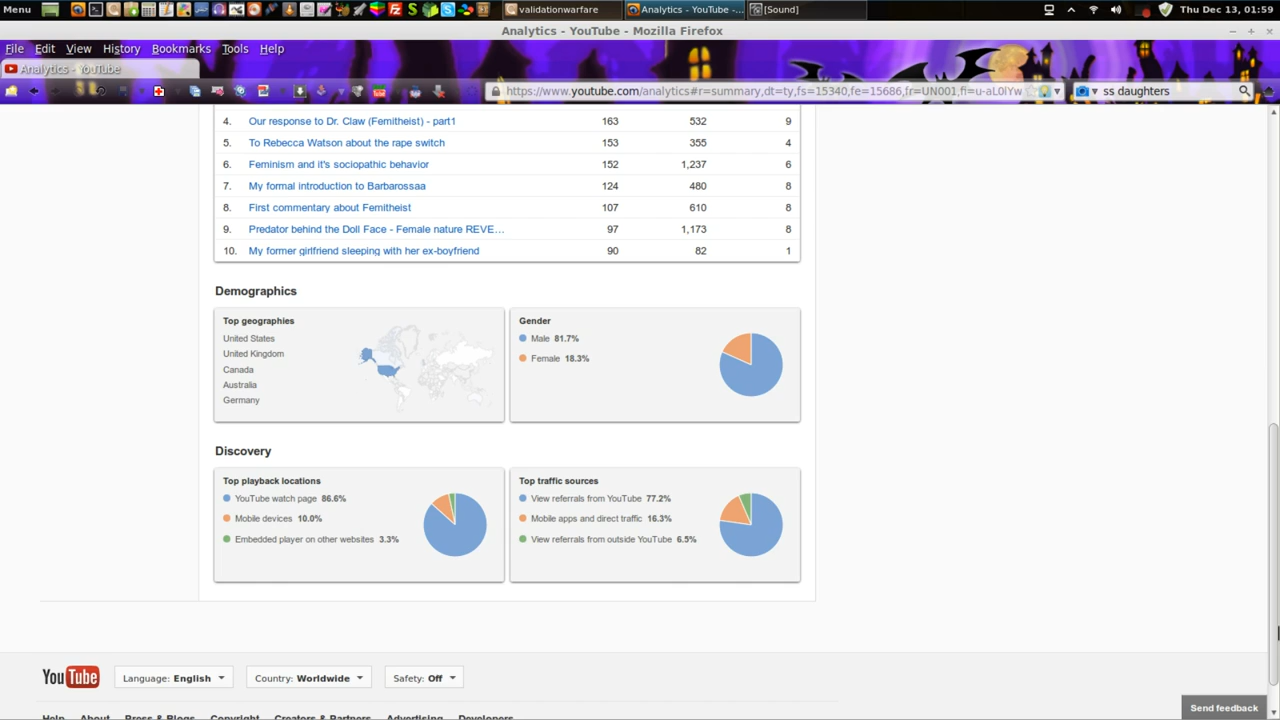 Menu validationwarfare Analytics - YouTube -... [Sound] Thu Dec 13, 01:59
Analytics - YouTube - Mozilla Firefox
File Edit View History Bookmarks Tools Help
Analytics - YouTube
https://www.youtube.com/analytics#r=summary,dt=ty,fs=15340,fe=15686,fr=UN001,fi=u-aL0lYw ss daughters
4. Our response to Dr. Claw (Femitheist) - part1 163 532 9
5. To Rebecca Watson about the rape switch 153 355 4
6. Feminism and it's sociopathic behavior 152 1,237 6
7. My formal introduction to Barbarossaa 124 480 8
8. First commentary about Femitheist 107 610 8
9. Predator behind the Doll Face - Female nature REVE... 97 1,173 8
10. My former girlfriend sleeping with her ex-boyfriend 90 82 1
Demographics
Top geographies
United States
United Kingdom
Canada
Australia
Germany
Gender
Male 81.7%
Female 18.3%
Discovery
Top playback locations
YouTube watch page 86.6%
Mobile devices 10.0%
Embedded player on other websites 3.3%
Top traffic sources
View referrals from YouTube 77.2%
Mobile apps and direct traffic 16.3%
View referrals from outside YouTube 6.5%
YouTube Language: English Country: Worldwide Safety: Off
Send feedback
Help About Press & Blogs Copyright Creators & Partners Advertising Developers